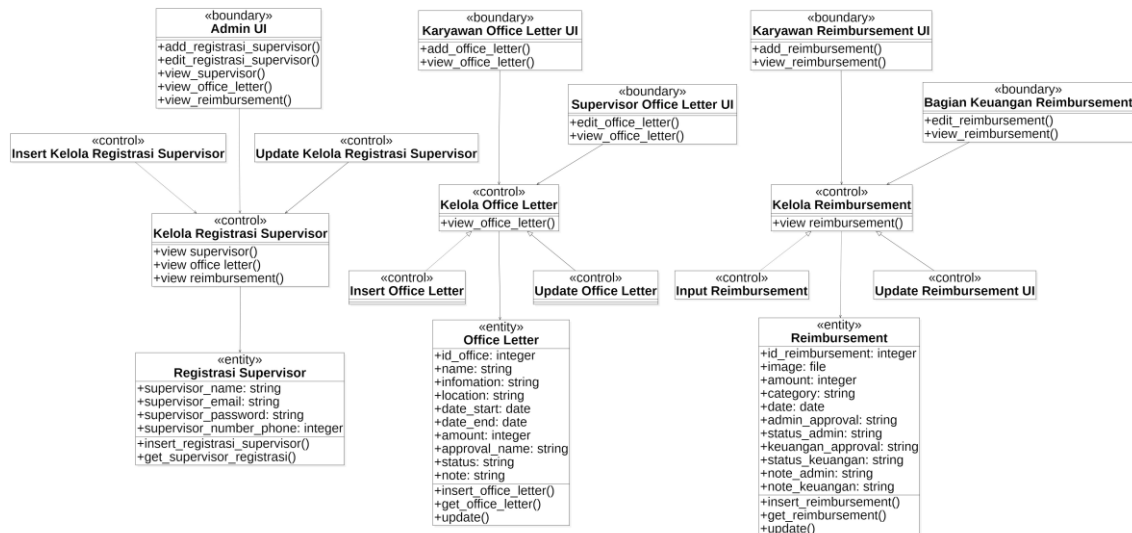 «boundary»
Admin UI
+add_registrasi_supervisor()
+edit_registrasi_supervisor()
+view_supervisor()
+view_office_letter()
+view_reimbursement()
«boundary»
Karyawan Office Letter UI
+add_office_letter()
+view_office_letter()
«boundary»
Karyawan Reimbursement UI
+add_reimbursement()
+view_reimbursement()
«boundary»
Supervisor Office Letter UI
+edit_office_letter()
+view_office_letter()
«boundary»
Bagian Keuangan Reimbursement
+edit_reimbursement()
+view_reimbursement()
«control»
Insert Kelola Registrasi Supervisor
«control»
Update Kelola Registrasi Supervisor
«control»
Kelola Registrasi Supervisor
+view supervisor()
+view office letter()
+view reimbursement()
«control»
Kelola Office Letter
+view_office_letter()
«control»
Kelola Reimbursement
+view reimbursement()
«control»
Insert Office Letter
«control»
Update Office Letter
«control»
Input Reimbursement
«control»
Update Reimbursement UI
«entity»
Registrasi Supervisor
+supervisor_name: string
+supervisor_email: string
+supervisor_password: string
+supervisor_number_phone: integer
+insert_registrasi_supervisor()
+get_supervisor_registrasi()
«entity»
Office Letter
+id_office: integer
+name: string
+infomation: string
+location: string
+date_start: date
+date_end: date
+amount: integer
+approval_name: string
+status: string
+note: string
+insert_office_letter()
+get_office_letter()
+update()
«entity»
Reimbursement
+id_reimbursement: integer
+image: file
+amount: integer
+category: string
+date: date
+admin_approval: string
+status_admin: string
+keuangan_approval: string
+status_keuangan: string
+note_admin: string
+note_keuangan: string
+insert_reimbursement()
+get_reimbursement()
+update()